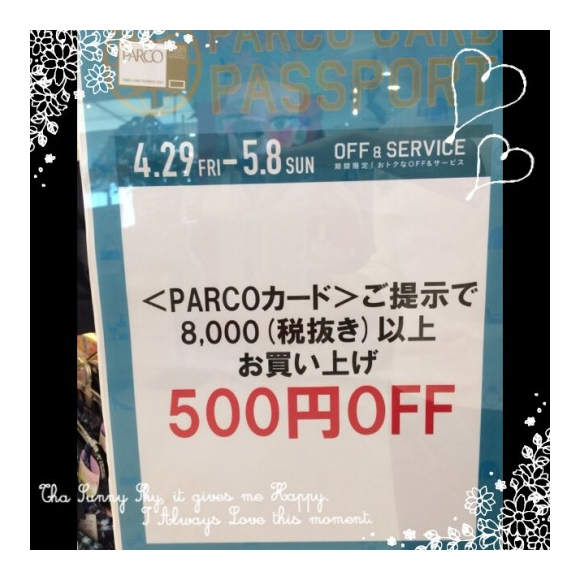 PARCO
PARCO CARD
PASSPORT
4.29 FRI-5.8 SUN
OFF & SERVICE
期間限定!おトクなOFF&サービス
<PARCOカード>ご提示で
8,000(税抜き)以上
お買い上げ
500円OFF
Tha Sunny Sky, it gives me Happy.
I Always Love this moment.